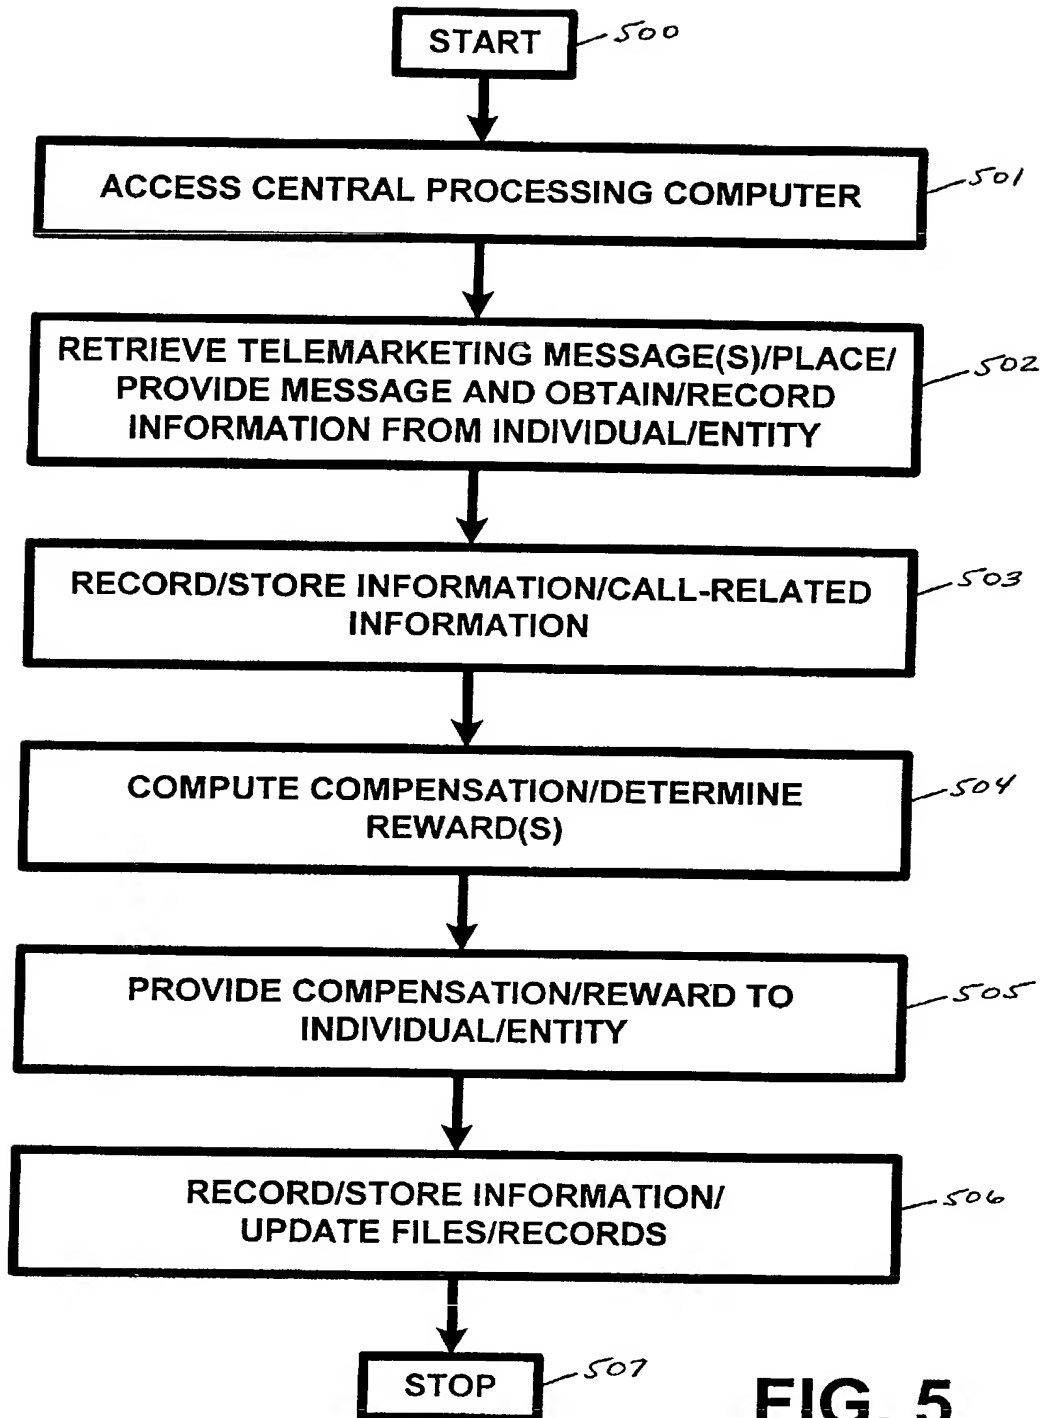 START
500
ACCESS CENTRAL PROCESSING COMPUTER
501
RETRIEVE TELEMARKETING MESSAGE(S)/PLACE/
PROVIDE MESSAGE AND OBTAIN/RECORD
INFORMATION FROM INDIVIDUAL/ENTITY
502
RECORD/STORE INFORMATION/CALL-RELATED
INFORMATION
503
COMPUTE COMPENSATION/DETERMINE
REWARD(S)
504
PROVIDE COMPENSATION/REWARD TO
INDIVIDUAL/ENTITY
505
RECORD/STORE INFORMATION/
UPDATE FILES/RECORDS
506
STOP
507
FIG. 5